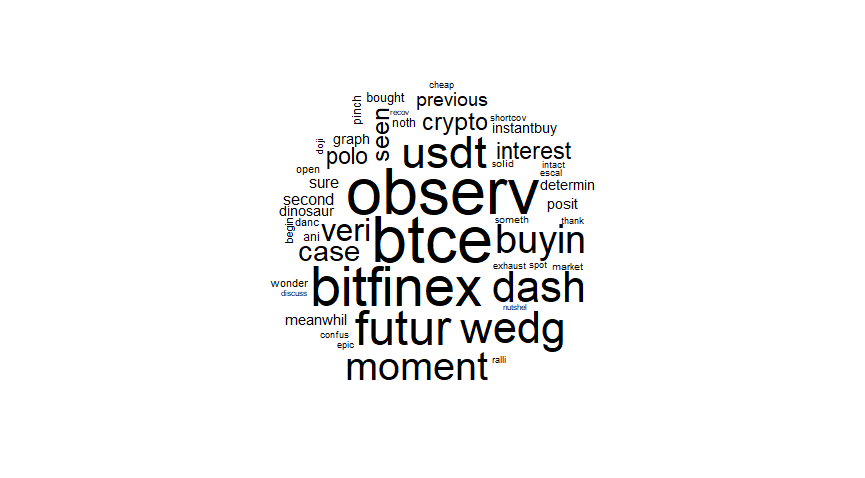 cheap
pinch bought previous
recov
seen noth crypto shortcov
instantbuy
doji graph
polo usdt interest
solid intact
open escal
sure observ determin
second posit
dinosaur
begin danc someth thank
ani veri btce buyin
case
exhaust spot market
wonder bitfinex dash
discuss
nutshel
meanwhil futur wedg
confus
epic
moment ralli